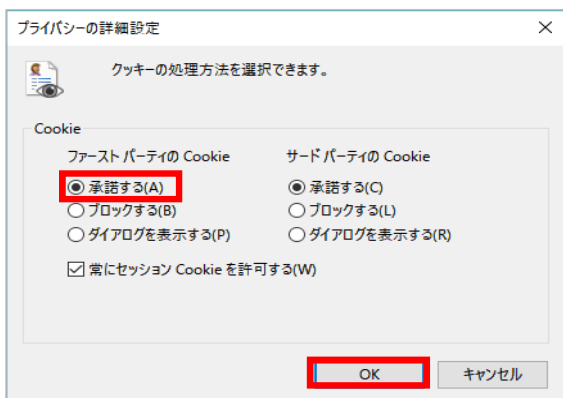 プライバシーの詳細設定
クッキーの処理方法を選択できます。
Cookie
ファースト パーティの Cookie
承諾する(A)
ブロックする(B)
ダイアログを表示する(P)
サード パーティの Cookie
承諾する(C)
ブロックする(L)
ダイアログを表示する(R)
常にセッション Cookie を許可する(W)
OK
キャンセル